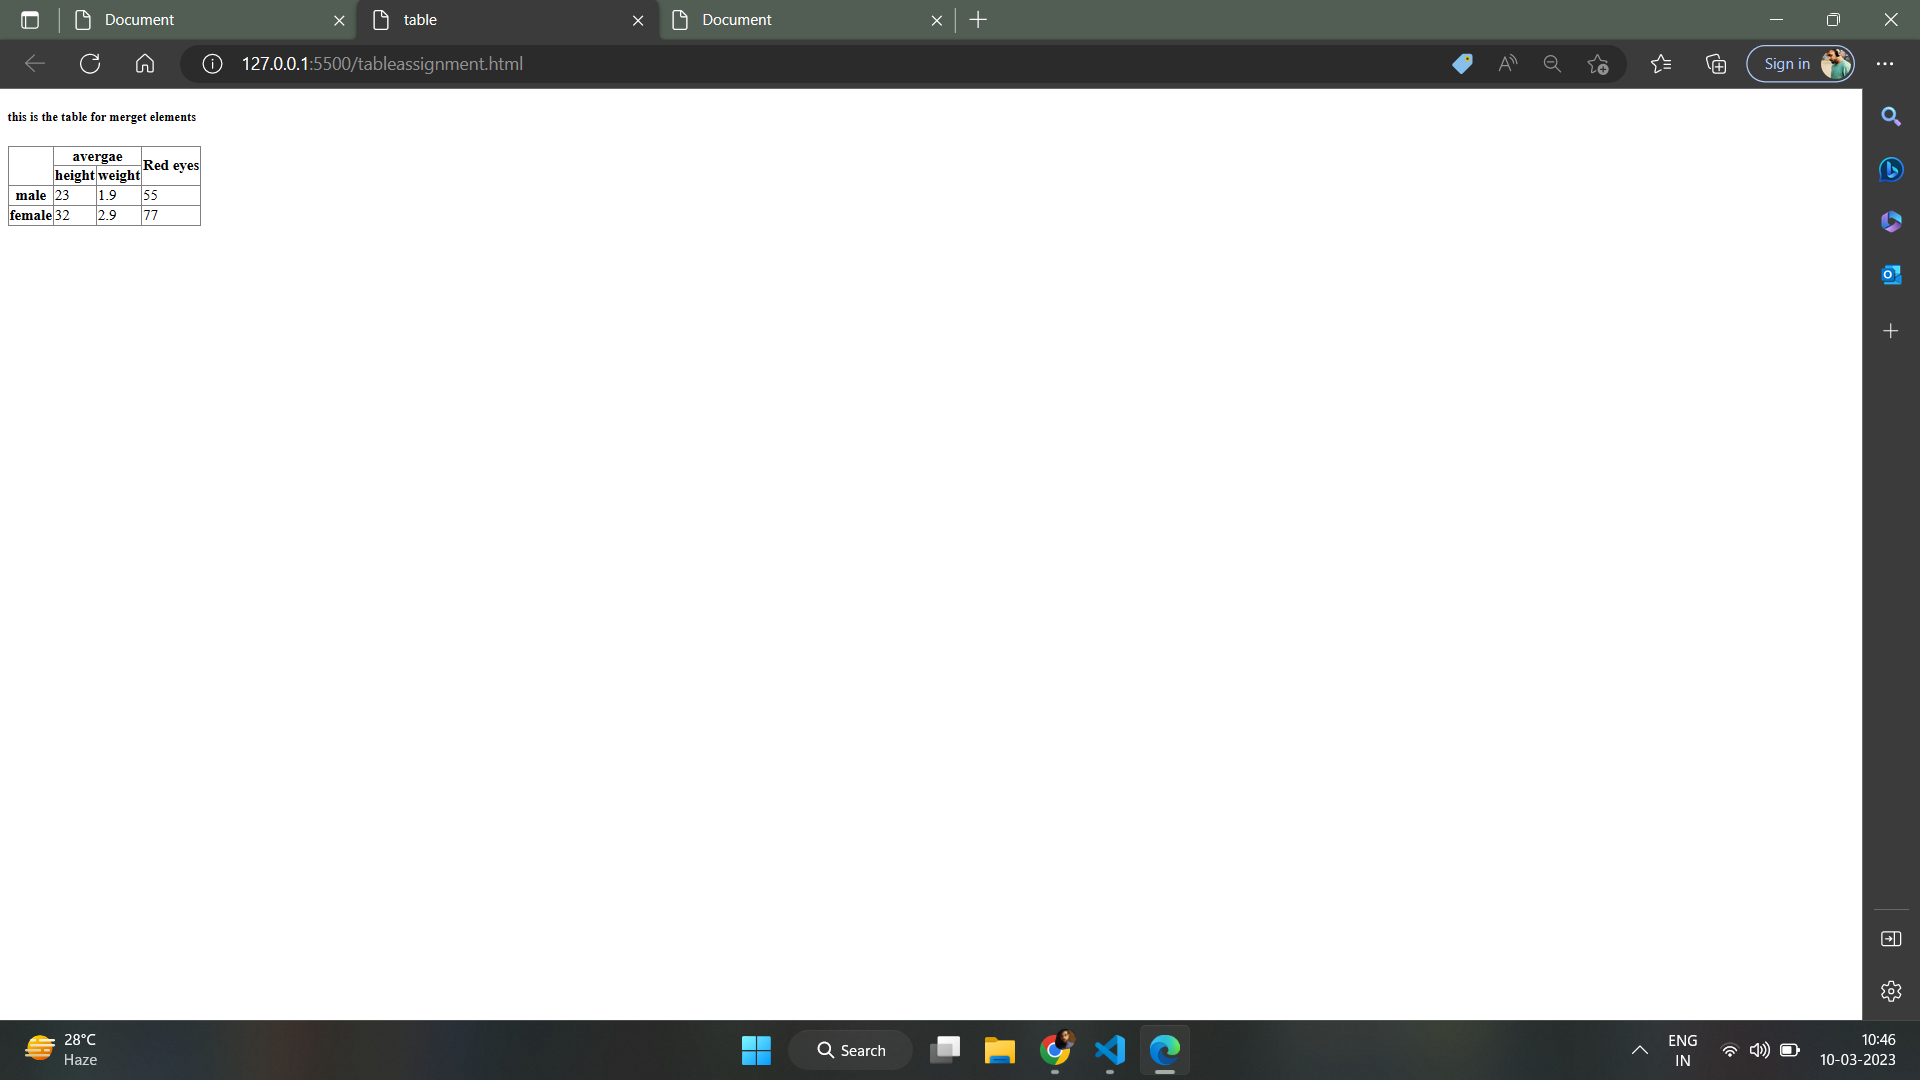 Document
table
Document
127.0.0.1:5500/tableassignment.html
Sign in
this is the table for merget elements
avergae Red eyes
height weight
male 23 1.9 55
female 32 2.9 77
28°C
Haze
Search
ENG
IN
10:46
10-03-2023